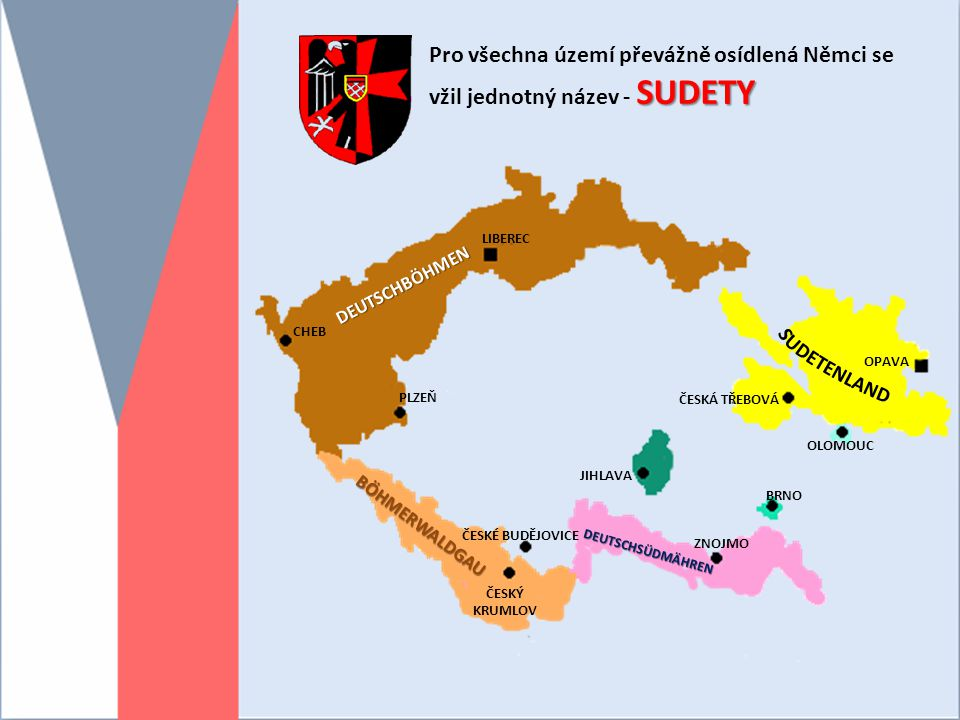 Pro všechna území převážně osídlená Němci se
vžil jednotný název - SUDETY
LIBEREC
DEUTSCHBÖHMEN
CHEB
PLZEŇ
SUDETENLAND
OPAVA
ČESKÁ TŘEBOVÁ
OLOMOUC
JIHLAVA
BRNO
BÖHMERWALDGAU
ČESKÉ BUDĚJOVICE
DEUTSCHSÜDMÄHREN
ZNOJMO
ČESKÝ
KRUMLOV